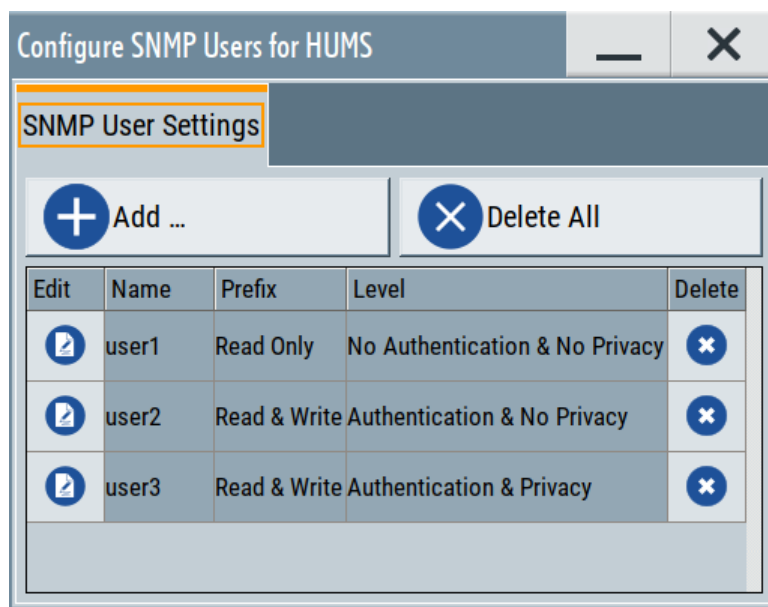 Configure SNMP Users for HUMS
SNMP User Settings
Add ...
Delete All
Edit Name Prefix Level Delete
user1 Read Only No Authentication & No Privacy
user2 Read & Write Authentication & No Privacy
user3 Read & Write Authentication & Privacy